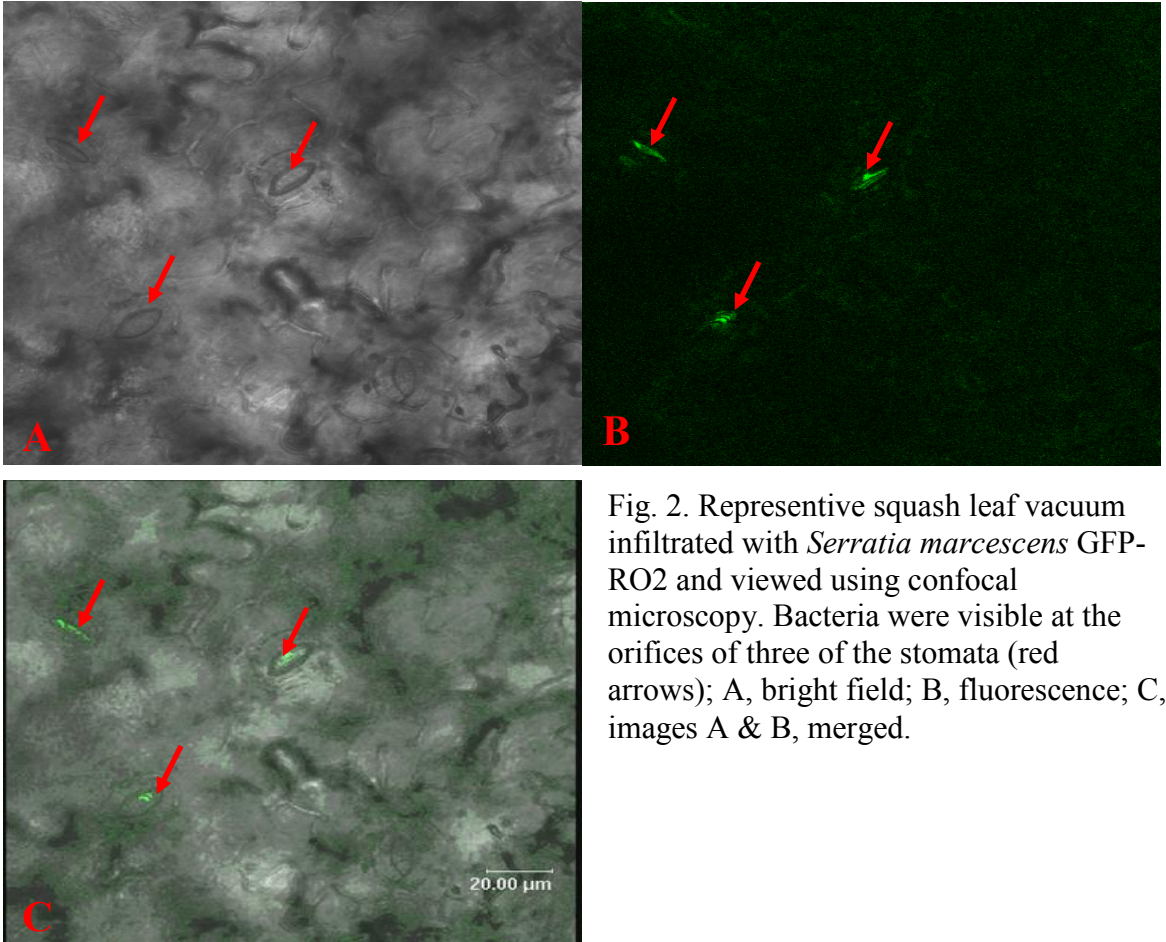 A
B
Fig. 2. Representive squash leaf vacuum
infiltrated with Serratia marcescens GFP-
RO2 and viewed using confocal
microscopy. Bacteria were visible at the
orifices of three of the stomata (red
arrows); A, bright field; B, fluorescence; C,
images A & B, merged.
20.00 µm
C